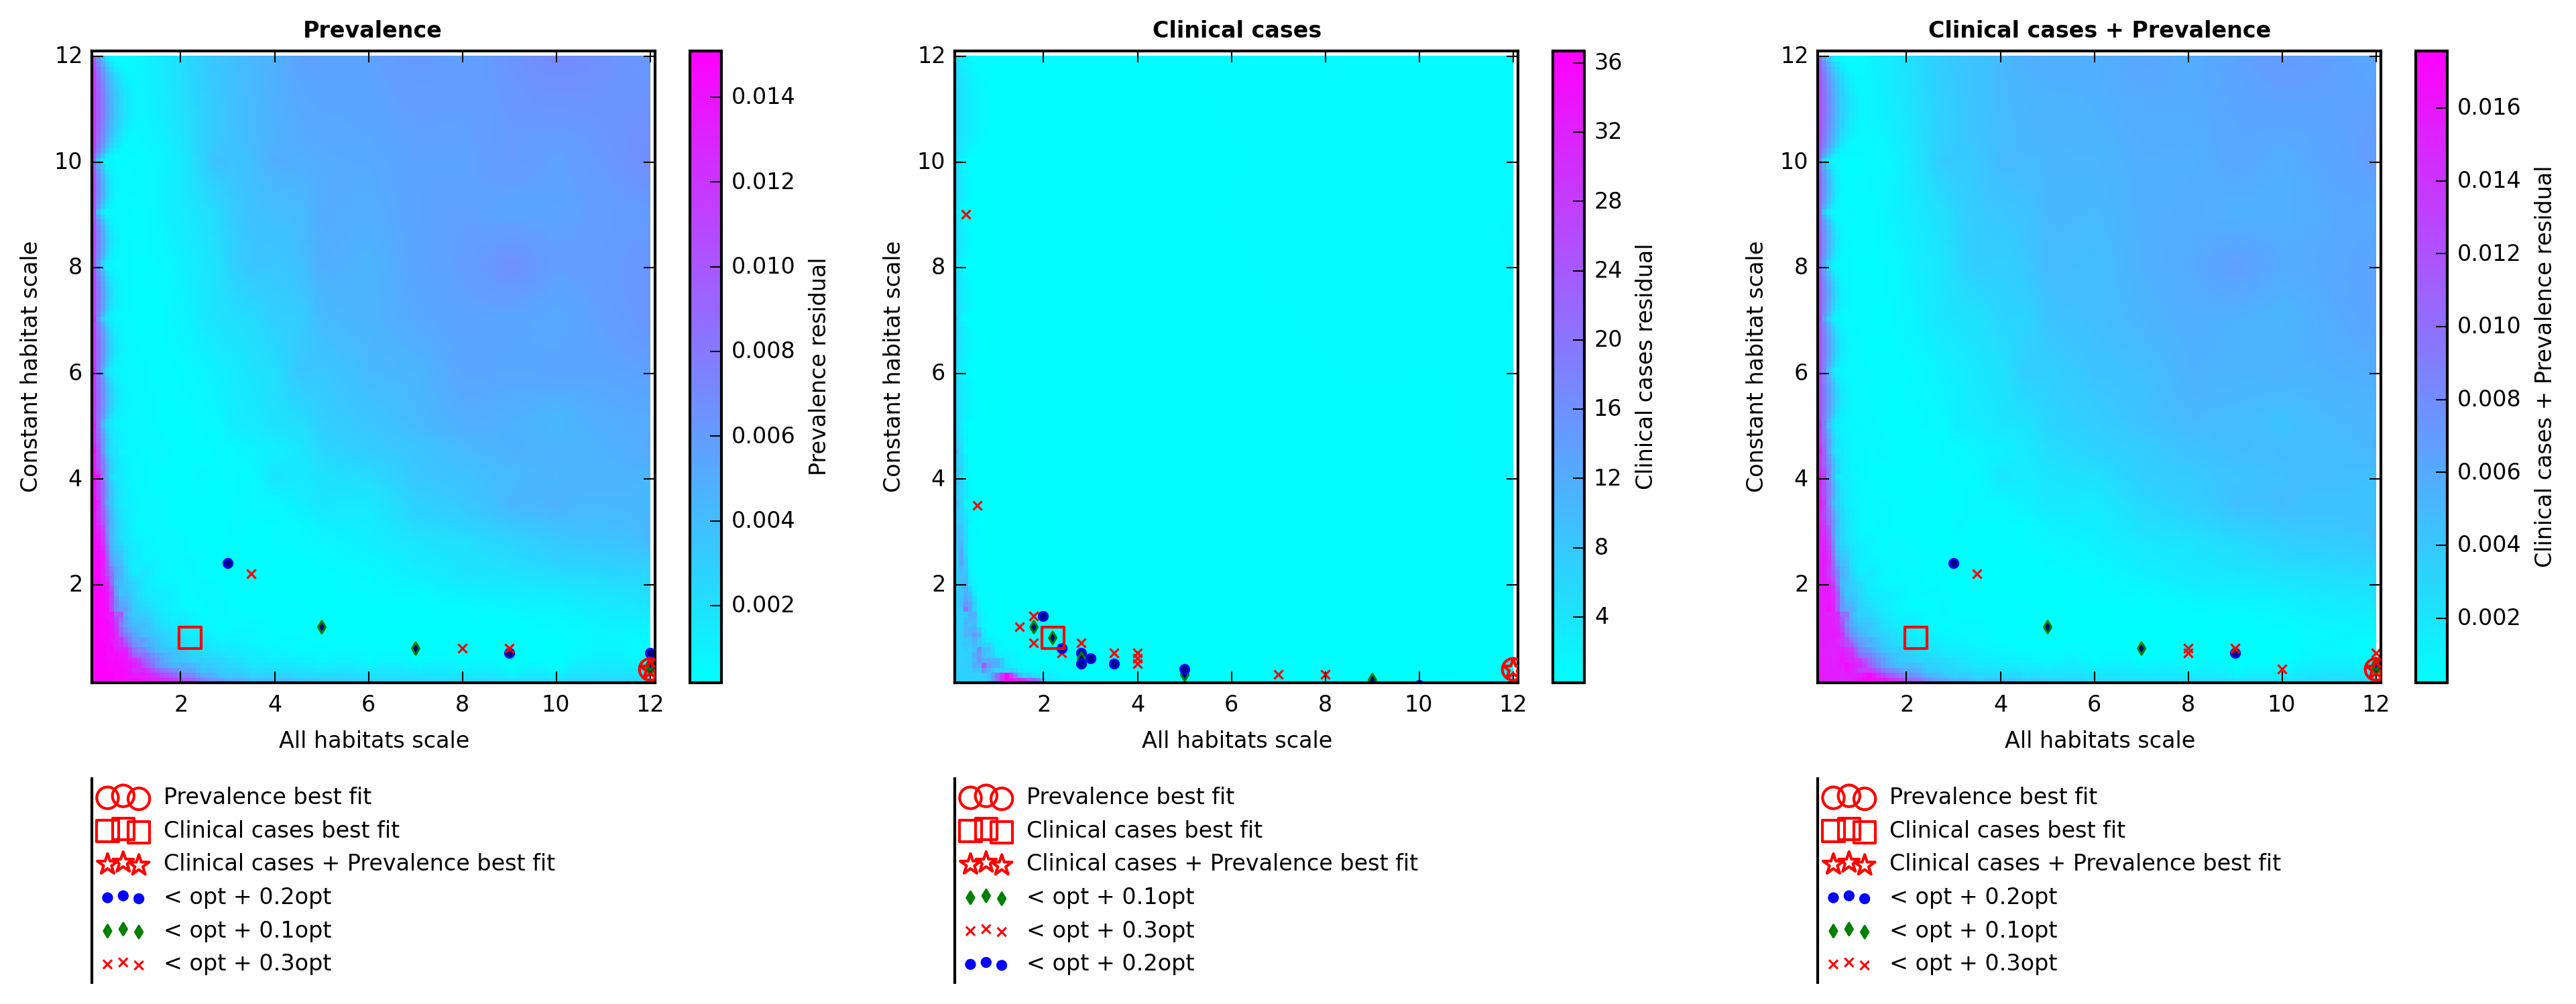 Prevalence
12
10
8
6
4
2
2 4 6 8 10 12
Constant habitat scale
All habitats scale
0.014
0.012
0.010
0.008
0.006
0.004
0.002
Prevalence residual
Prevalence best fit
Clinical cases best fit
Clinical cases + Prevalence best fit
< opt + 0.2opt
< opt + 0.1opt
< opt + 0.3opt
Clinical cases
12
10
8
6
4
2
2 4 6 8 10 12
Constant habitat scale
All habitats scale
36
32
28
24
20
16
12
8
4
Clinical cases residual
Prevalence best fit
Clinical cases best fit
Clinical cases + Prevalence best fit
< opt + 0.1opt
< opt + 0.3opt
< opt + 0.2opt
Clinical cases + Prevalence
12
10
8
6
4
2
2 4 6 8 10 12
Constant habitat scale
All habitats scale
0.016
0.014
0.012
0.010
0.008
0.006
0.004
0.002
Clinical cases + Prevalence residual
Prevalence best fit
Clinical cases best fit
Clinical cases + Prevalence best fit
< opt + 0.2opt
< opt + 0.1opt
< opt + 0.3opt